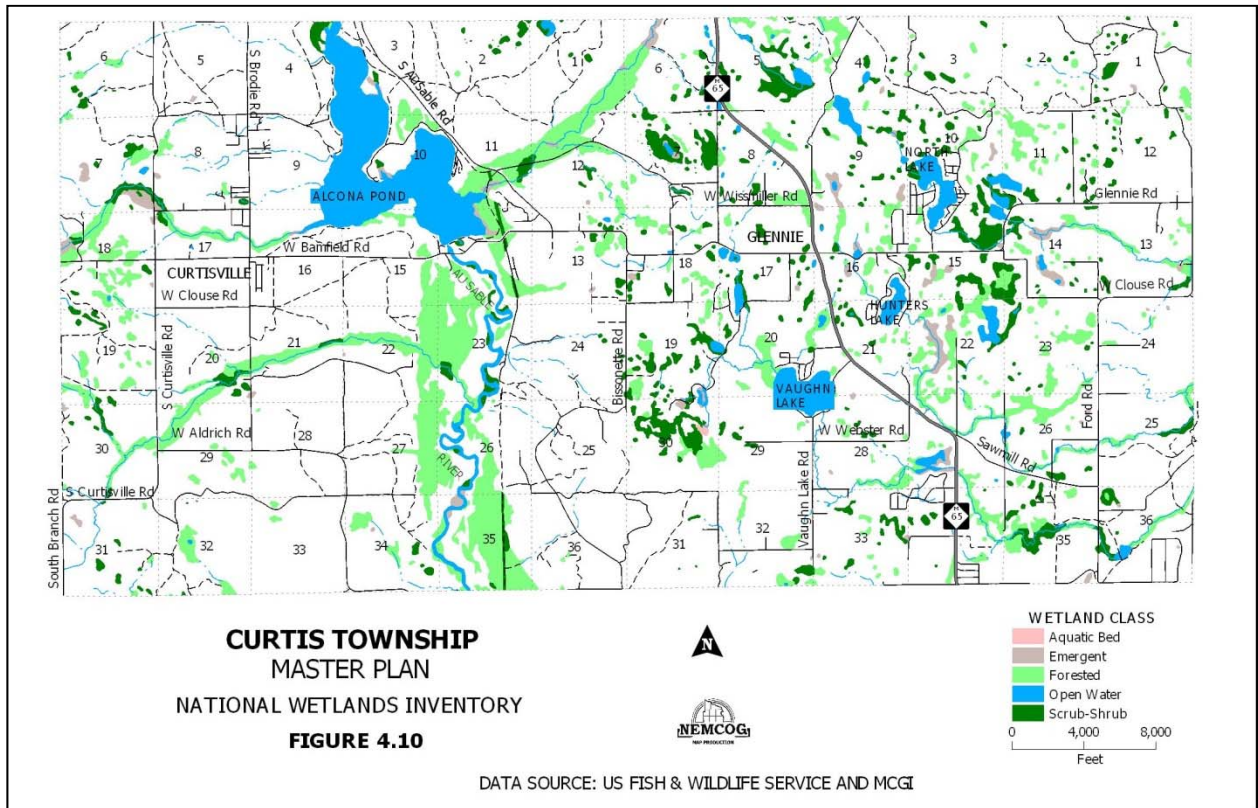 6
5
S Brodie Rd
4
3
S AuSable Rd
2
1
6
M
65
5
4
3
2
1
7
8
9
10
11
12
7
8
9
10
11
12
ALCONA POND
NORTH
LAKE
W Wissmiller Rd
Glennie Rd
18
17
W Bamfield Rd
16
15
13
18
17
GLENNIE
16
15
14
13
CURTISVILLE
W Clouse Rd
AUSABLE
RIVER
HUNTERS
LAKE
W Clouse Rd
19
20
S Curtisville Rd
21
22
23
24
Bissonette Rd
19
20
21
22
23
24
VAUGHN
LAKE
Ford Rd
30
W Aldrich Rd
29
28
27
26
25
30
29
W Webster Rd
28
26
25
Sawmill Rd
S Curtisville Rd
South Branch Rd
31
32
33
34
35
36
31
32
Vaughn Lake Rd
33
M
65
35
36
CURTIS TOWNSHIP
MASTER PLAN
NATIONAL WETLANDS INVENTORY
FIGURE 4.10
N
NEMCOG
MAP PRODUCTION
WETLAND CLASS
Aquatic Bed
Emergent
Forested
Open Water
Scrub-Shrub
0 4,000 8,000
Feet
DATA SOURCE: US FISH & WILDLIFE SERVICE AND MCGI